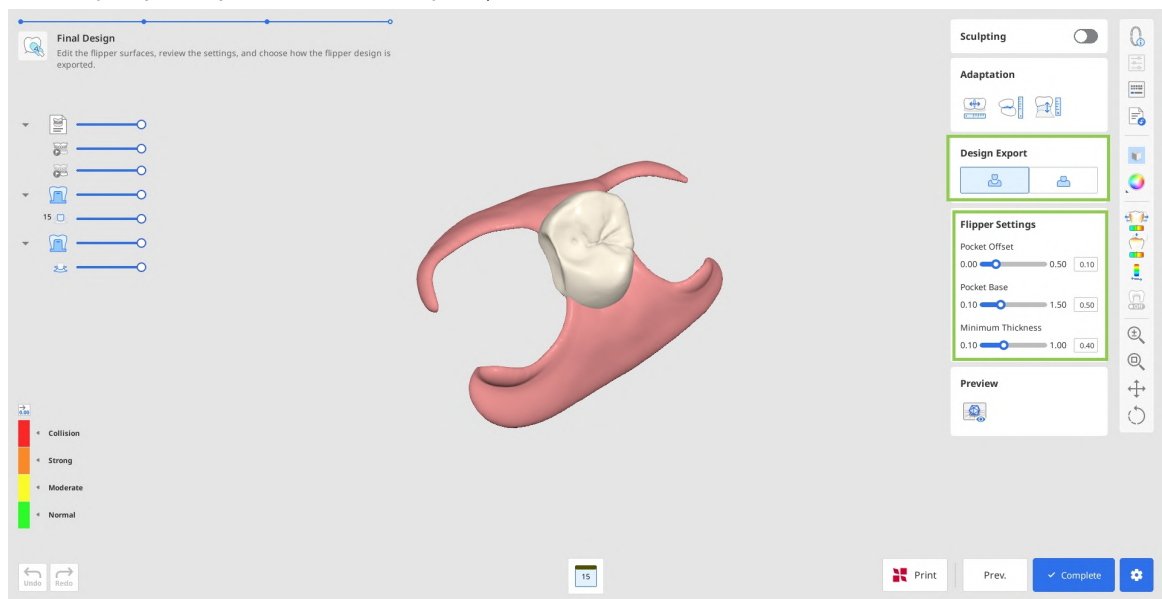 Final Design
Edit the flipper surfaces, review the settings, and choose how the flipper design is
exported.
15
0.00
Collision
Strong
Moderate
Normal
Undo
Redo
15
Sculpting
Adaptation
Design Export
Flipper Settings
Pocket Offset
0.00 0.50 0.10
Pocket Base
0.10 1.50 0.50
Minimum Thickness
0.10 1.00 0.40
Preview
Print
Prev.
Complete